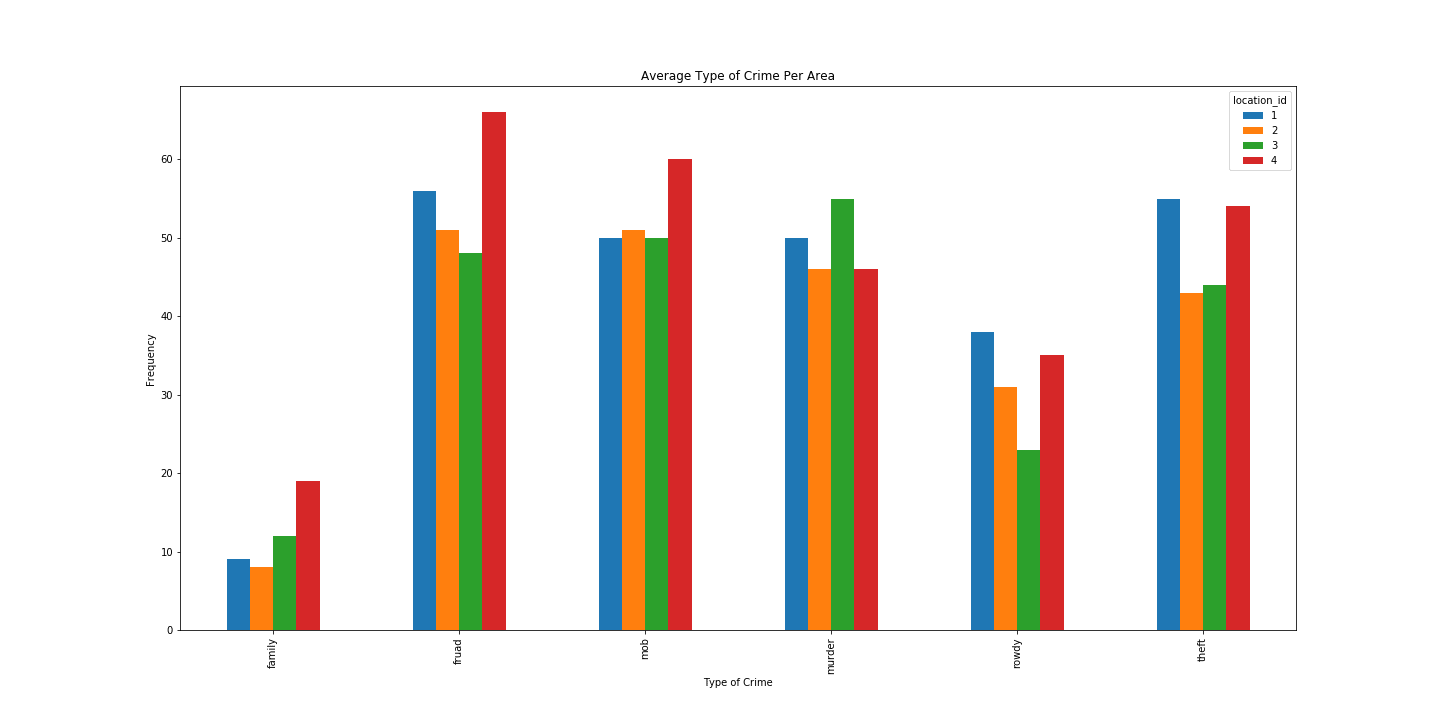 Average Type of Crime Per Area
location_id
1
2
3
4
60
50
40
30
20
10
0
Frequency
family
fruad
mob
murder
rowdy
theft
Type of Crime